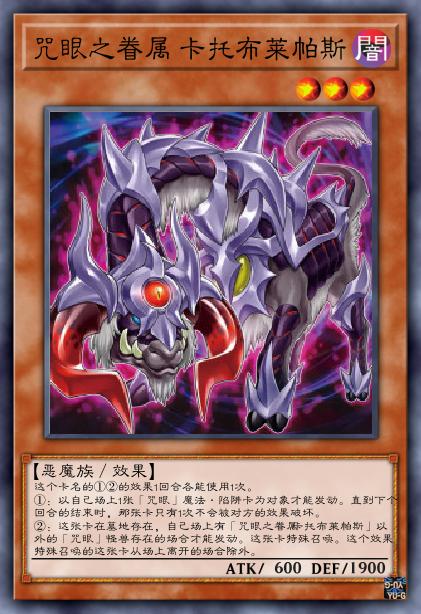 咒眼之眷属 卡托布莱帕斯 闇
【恶魔族／效果】
这个卡名的①②的效果1回合各能使用1次。
①：以自己场上1张「咒眼」魔法·陷阱卡为对象才能发动。直到下个
回合的结束时，那张卡只有1次不会被对方的效果破坏。
②：这张卡在墓地存在，自己场上有「咒眼之眷属·卡托布莱帕斯」以
外的「咒眼」怪兽存在的场合才能发动。这张卡特殊召唤。这个效果
特殊召唤的这张卡从场上离开的场合除外。
ATK/ 600 DEF/1900